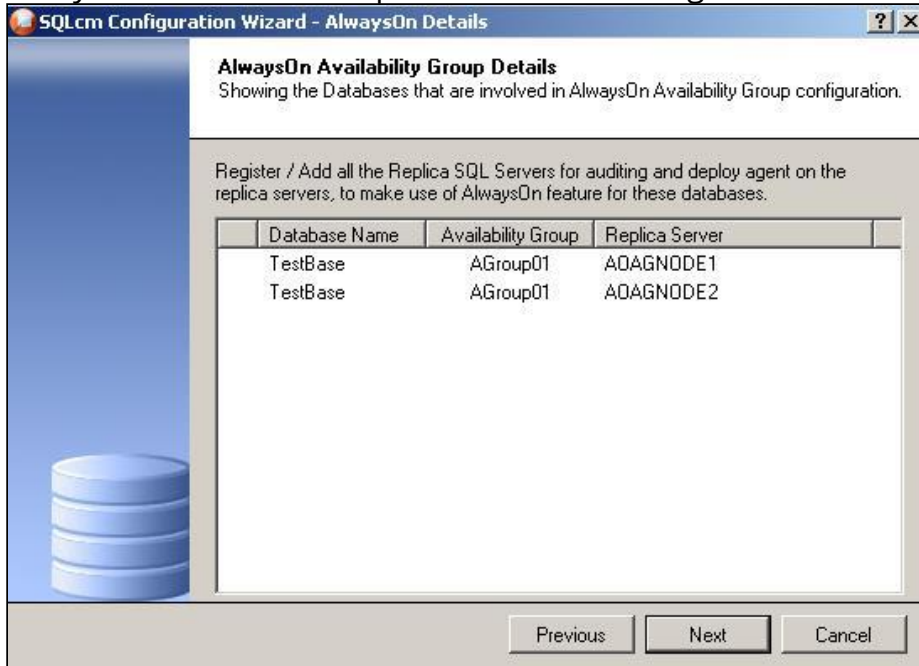 SQLcm Configuration Wizard - AlwaysOn Details
? X
AlwaysOn Availability Group Details
Showing the Databases that are involved in AlwaysOn Availability Group configuration.
Register / Add all the Replica SQL Servers for auditing and deploy agent on the
replica servers, to make use of AlwaysOn feature for these databases.
Database Name Availability Group Replica Server
TestBase AGroup01 AOAGNODE1
TestBase AGroup01 AOAGNODE2
Previous Next Cancel